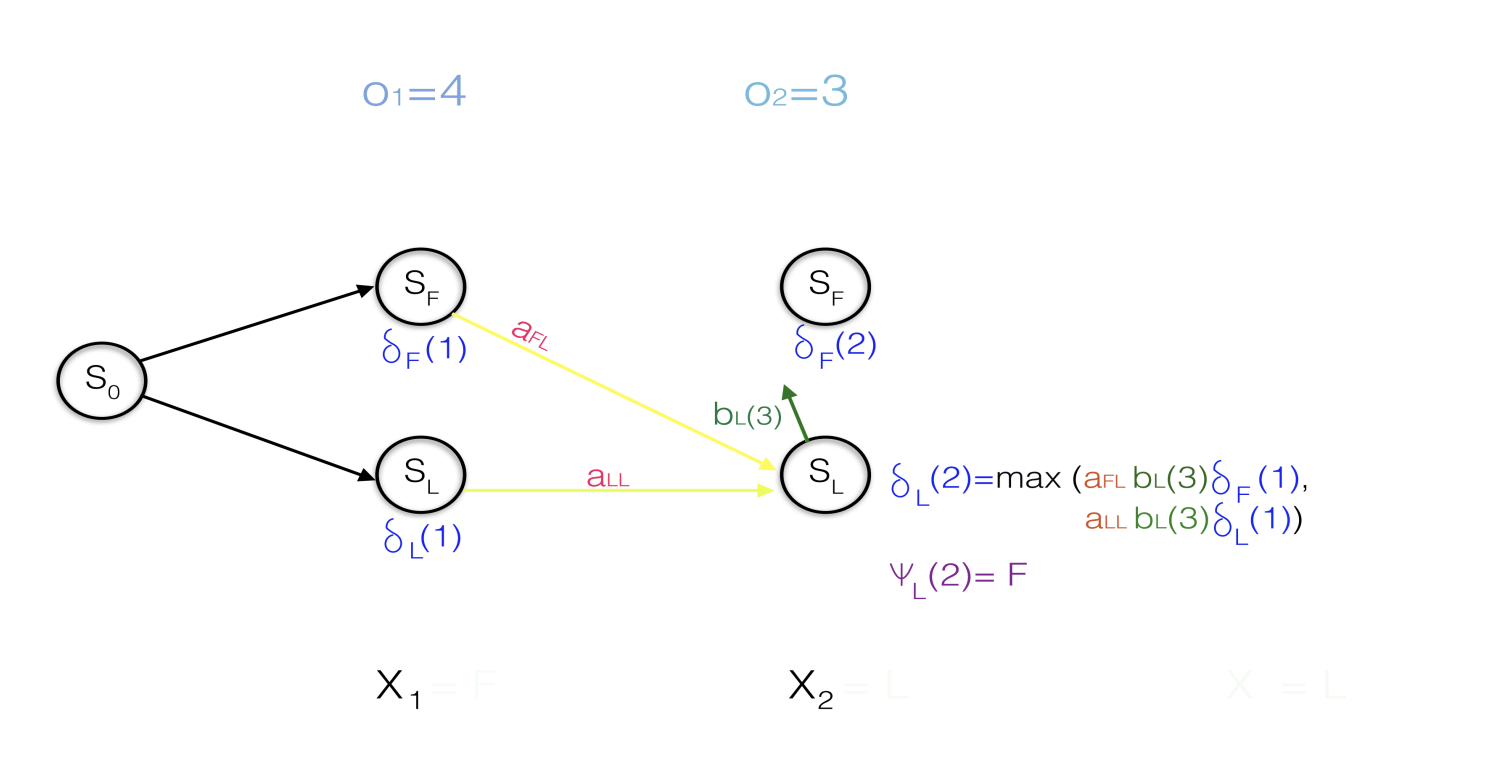 o1=4
o2=3
SF
SF
aFL
δF(1)
δF(2)
S0
bL(3)
SL
aLL
SL
δL(2)=max (aFL bL(3)δF(1),
aLL bL(3)δL(1))
δL(1)
ΨL(2)= F
X1 = F
X2 = L
X = L